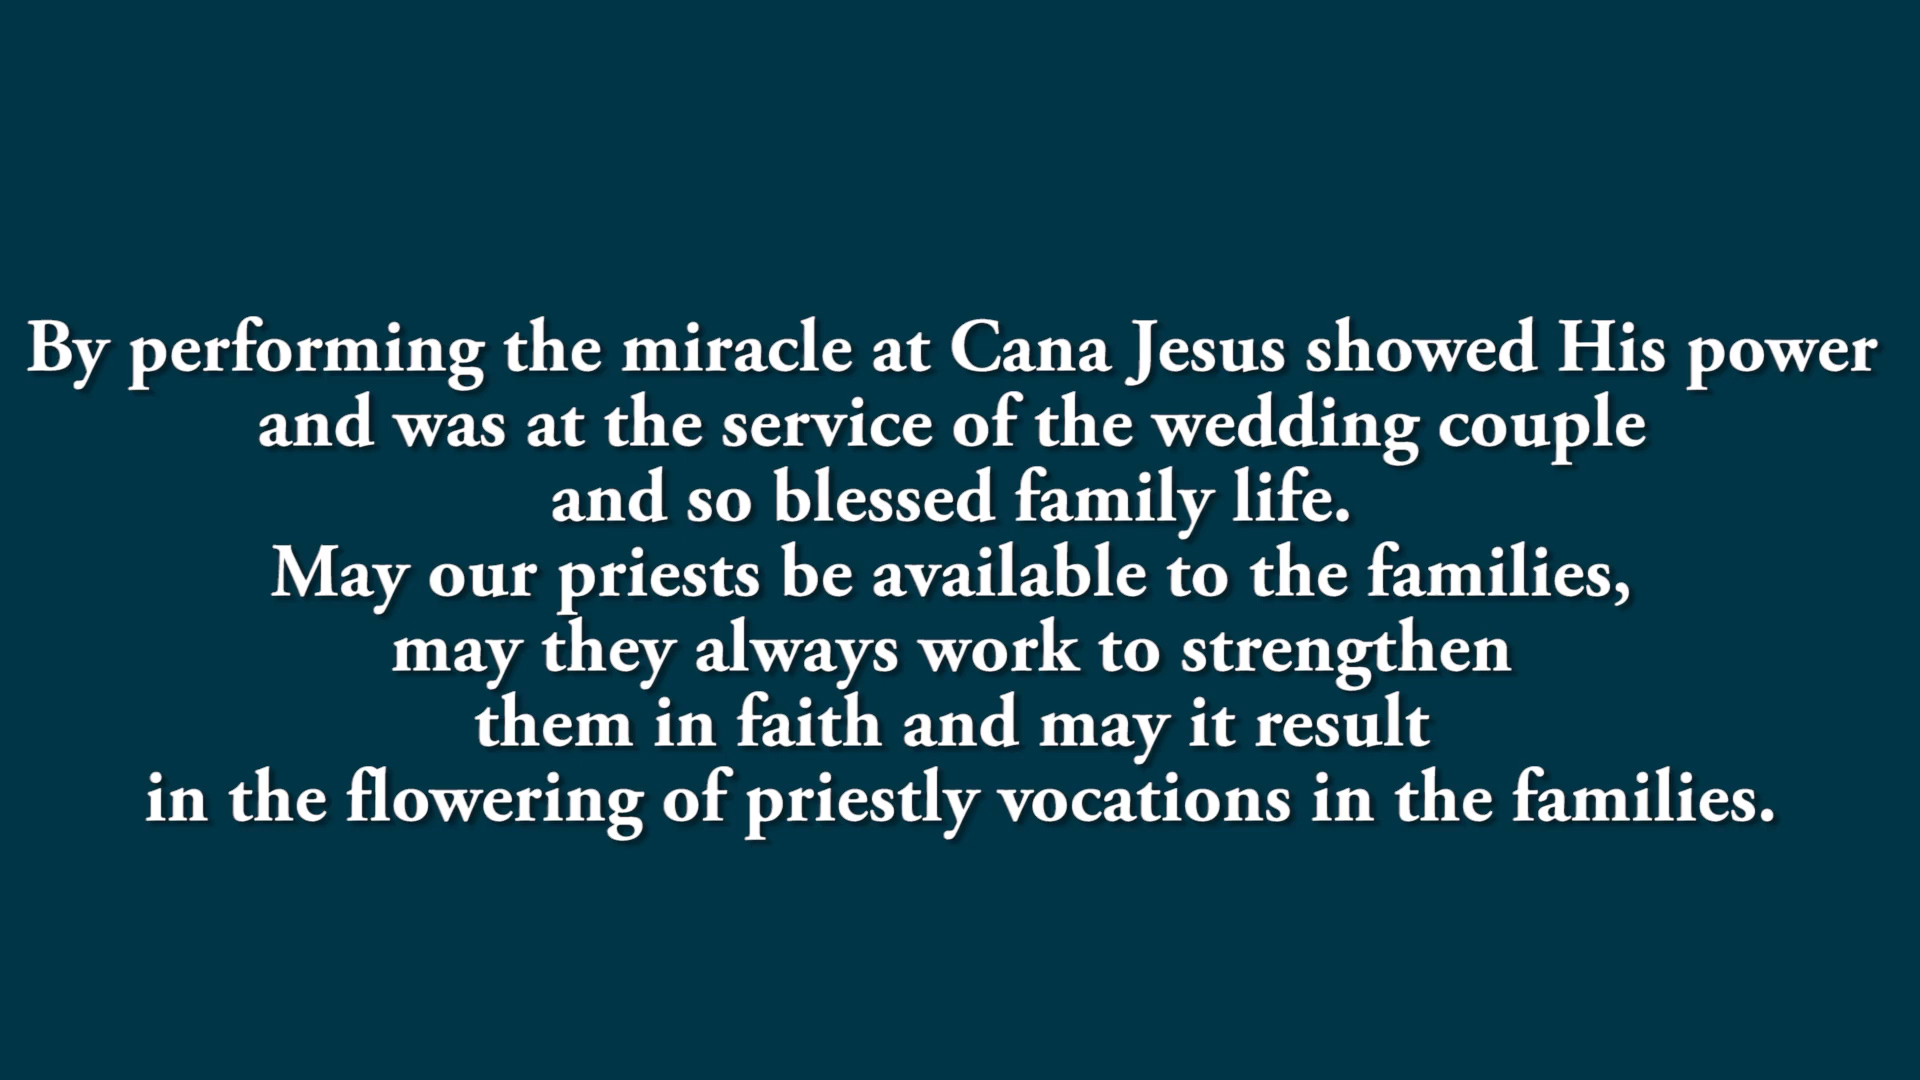 By performing the miracle at Cana Jesus showed His power
and was at the service of the wedding couple
and so blessed family life.
May our priests be available to the families,
may they always work to strengthen
them in faith and may it result
in the flowering of priestly vocations in the families.